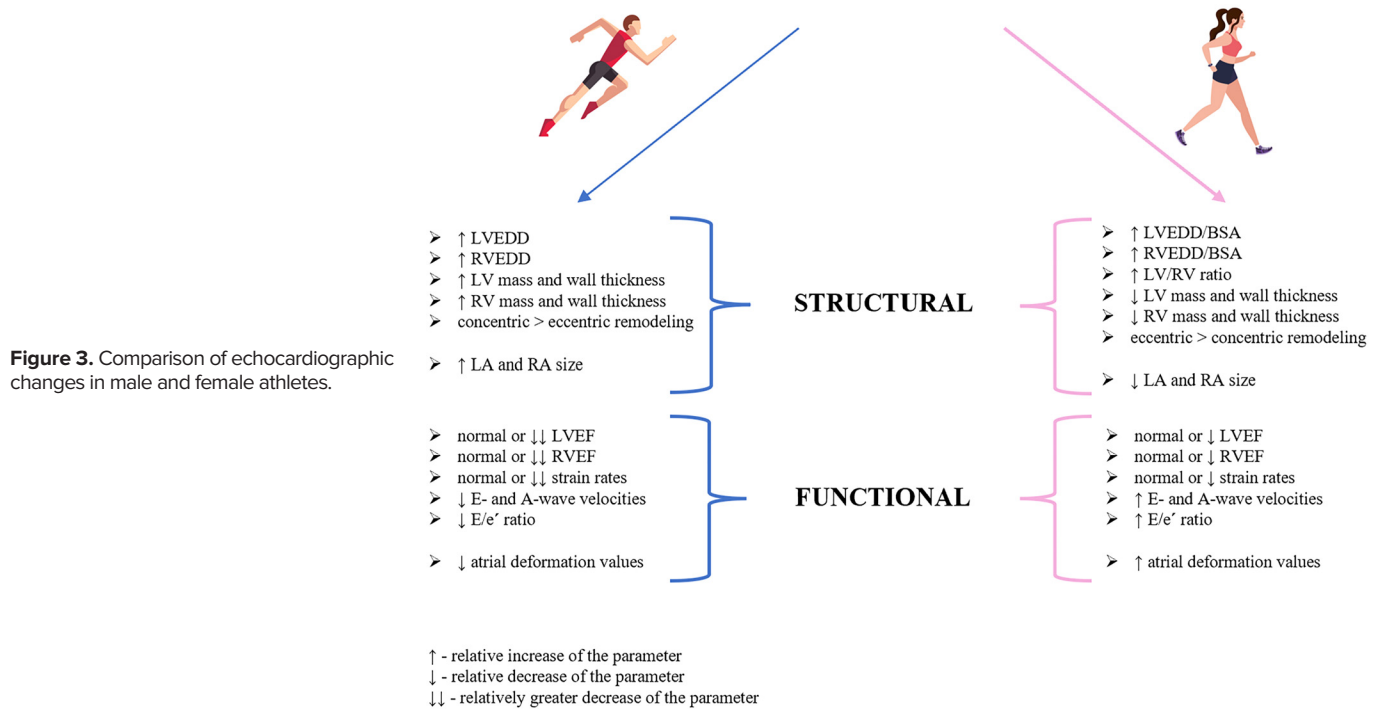 Figure 3. Comparison of echocardiographic
changes in male and female athletes.
➢ ↑ LVEDD
➢ ↑ RVEDD
➢ ↑ LV mass and wall thickness
➢ ↑ RV mass and wall thickness
➢ concentric > eccentric remodeling
➢ ↑ LA and RA size
STRUCTURAL
➢ ↑ LVEDD/BSA
➢ ↑ RVEDD/BSA
➢ ↑ LV/RV ratio
➢ ↓ LV mass and wall thickness
➢ ↓ RV mass and wall thickness
➢ eccentric > concentric remodeling
➢ ↓ LA and RA size
➢ normal or ↓↓ LVEF
➢ normal or ↓↓ RVEF
➢ normal or ↓↓ strain rates
➢ ↓ E- and A-wave velocities
➢ ↓ E/e´ ratio
➢ ↓ atrial deformation values
FUNCTIONAL
➢ normal or ↓ LVEF
➢ normal or ↓ RVEF
➢ normal or ↓ strain rates
➢ ↑ E- and A-wave velocities
➢ ↑ E/e´ ratio
➢ ↑ atrial deformation values
↑ - relative increase of the parameter
↓ - relative decrease of the parameter
↓↓ - relatively greater decrease of the parameter